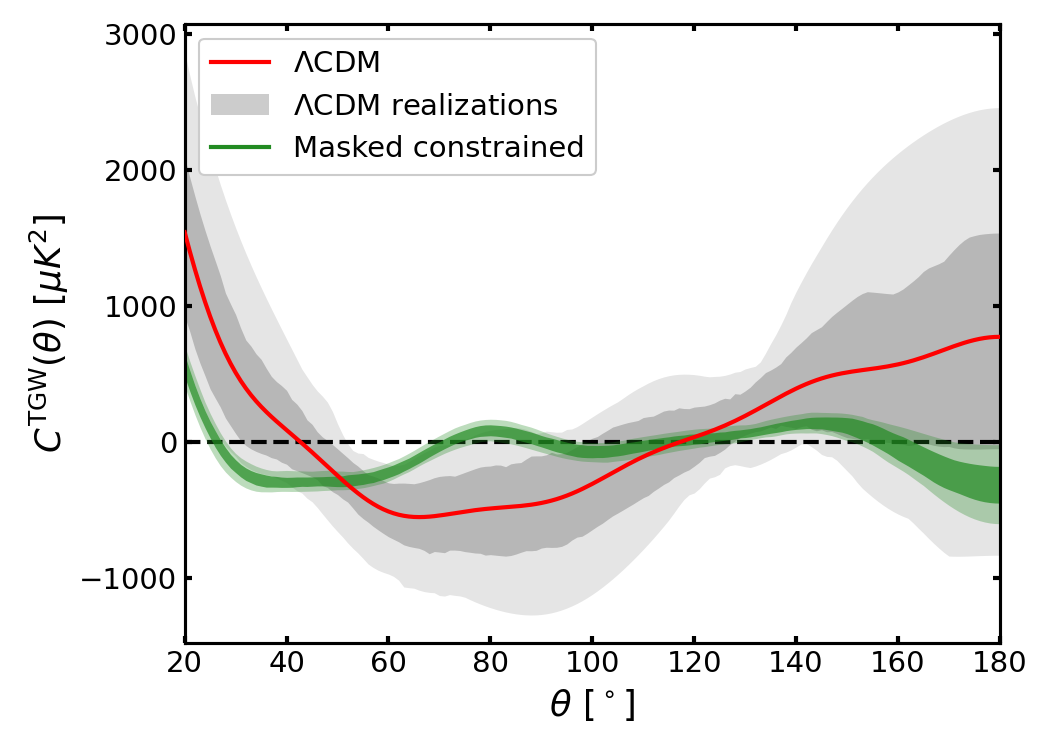 3000
2000
1000
0
−1000
C^TGW(θ) [μK²]
ΛCDM
ΛCDM realizations
Masked constrained
20 40 60 80 100 120 140 160 180
θ [°]